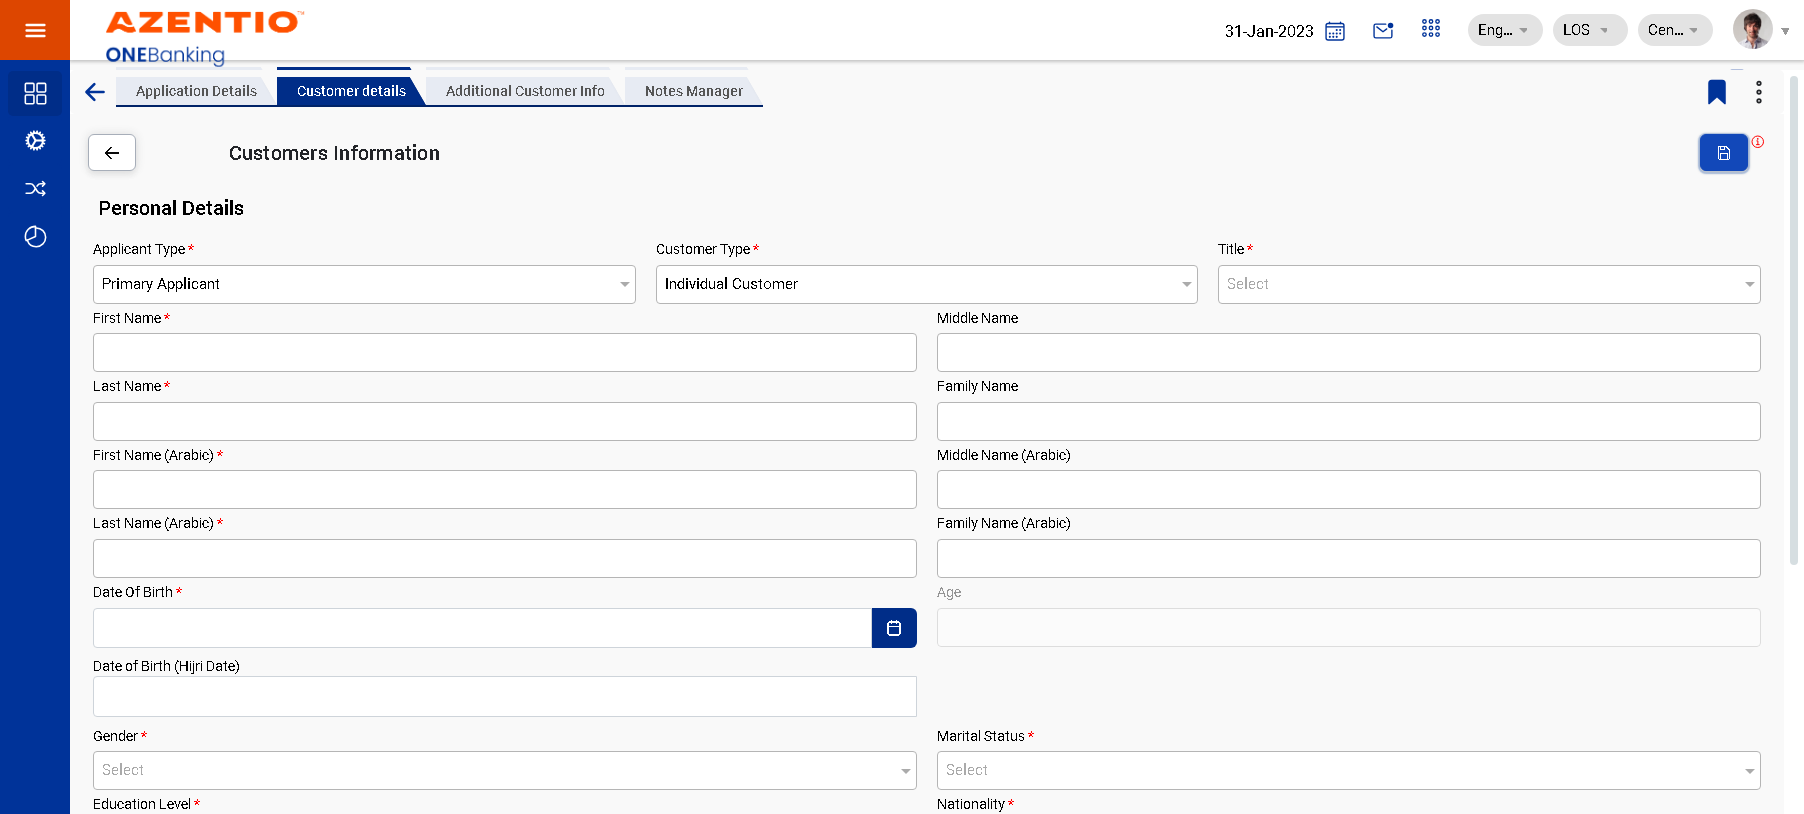 AZENTIO™
ONEBanking
31-Jan-2023
Eng...
LOS
Cen...
Application Details
Customer details
Additional Customer Info
Notes Manager
Customers Information
Personal Details
Applicant Type *
Customer Type *
Title *
Primary Applicant
Individual Customer
Select
First Name *
Middle Name
Last Name *
Family Name
First Name (Arabic) *
Middle Name (Arabic)
Last Name (Arabic) *
Family Name (Arabic)
Date Of Birth *
Age
Date of Birth (Hijri Date)
Gender *
Marital Status *
Select
Select
Education Level *
Nationality *